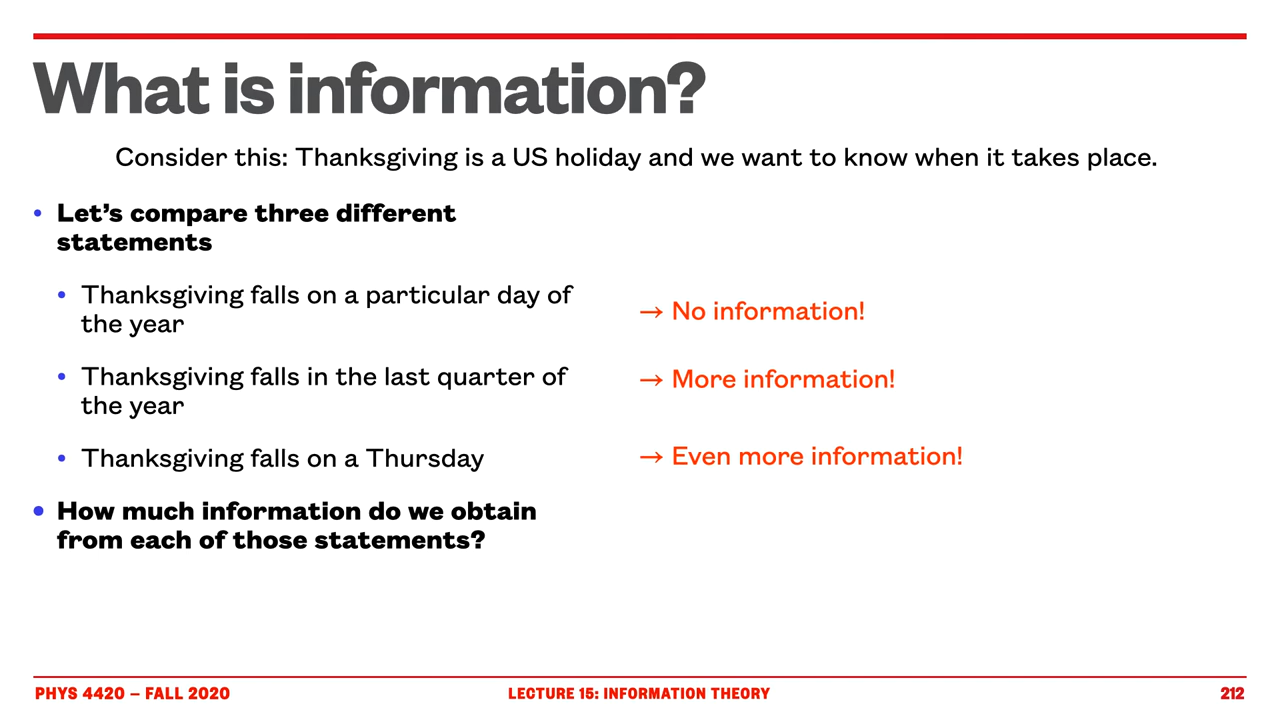 What is information?
Consider this: Thanksgiving is a US holiday and we want to know when it takes place.
• Let’s compare three different
statements
• Thanksgiving falls on a particular day of
the year
→ No information!
• Thanksgiving falls in the last quarter of
the year
→ More information!
• Thanksgiving falls on a Thursday
→ Even more information!
• How much information do we obtain
from each of those statements?
PHYS 4420 – FALL 2020
LECTURE 15: INFORMATION THEORY
212